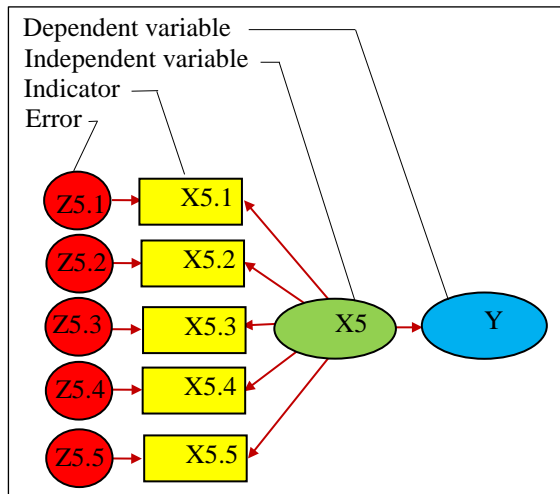 Dependent variable
Independent variable
Indicator
Error
Z5.1 X5.1
Z5.2 X5.2
Z5.3 X5.3 X5 Y
Z5.4 X5.4
Z5.5 X5.5